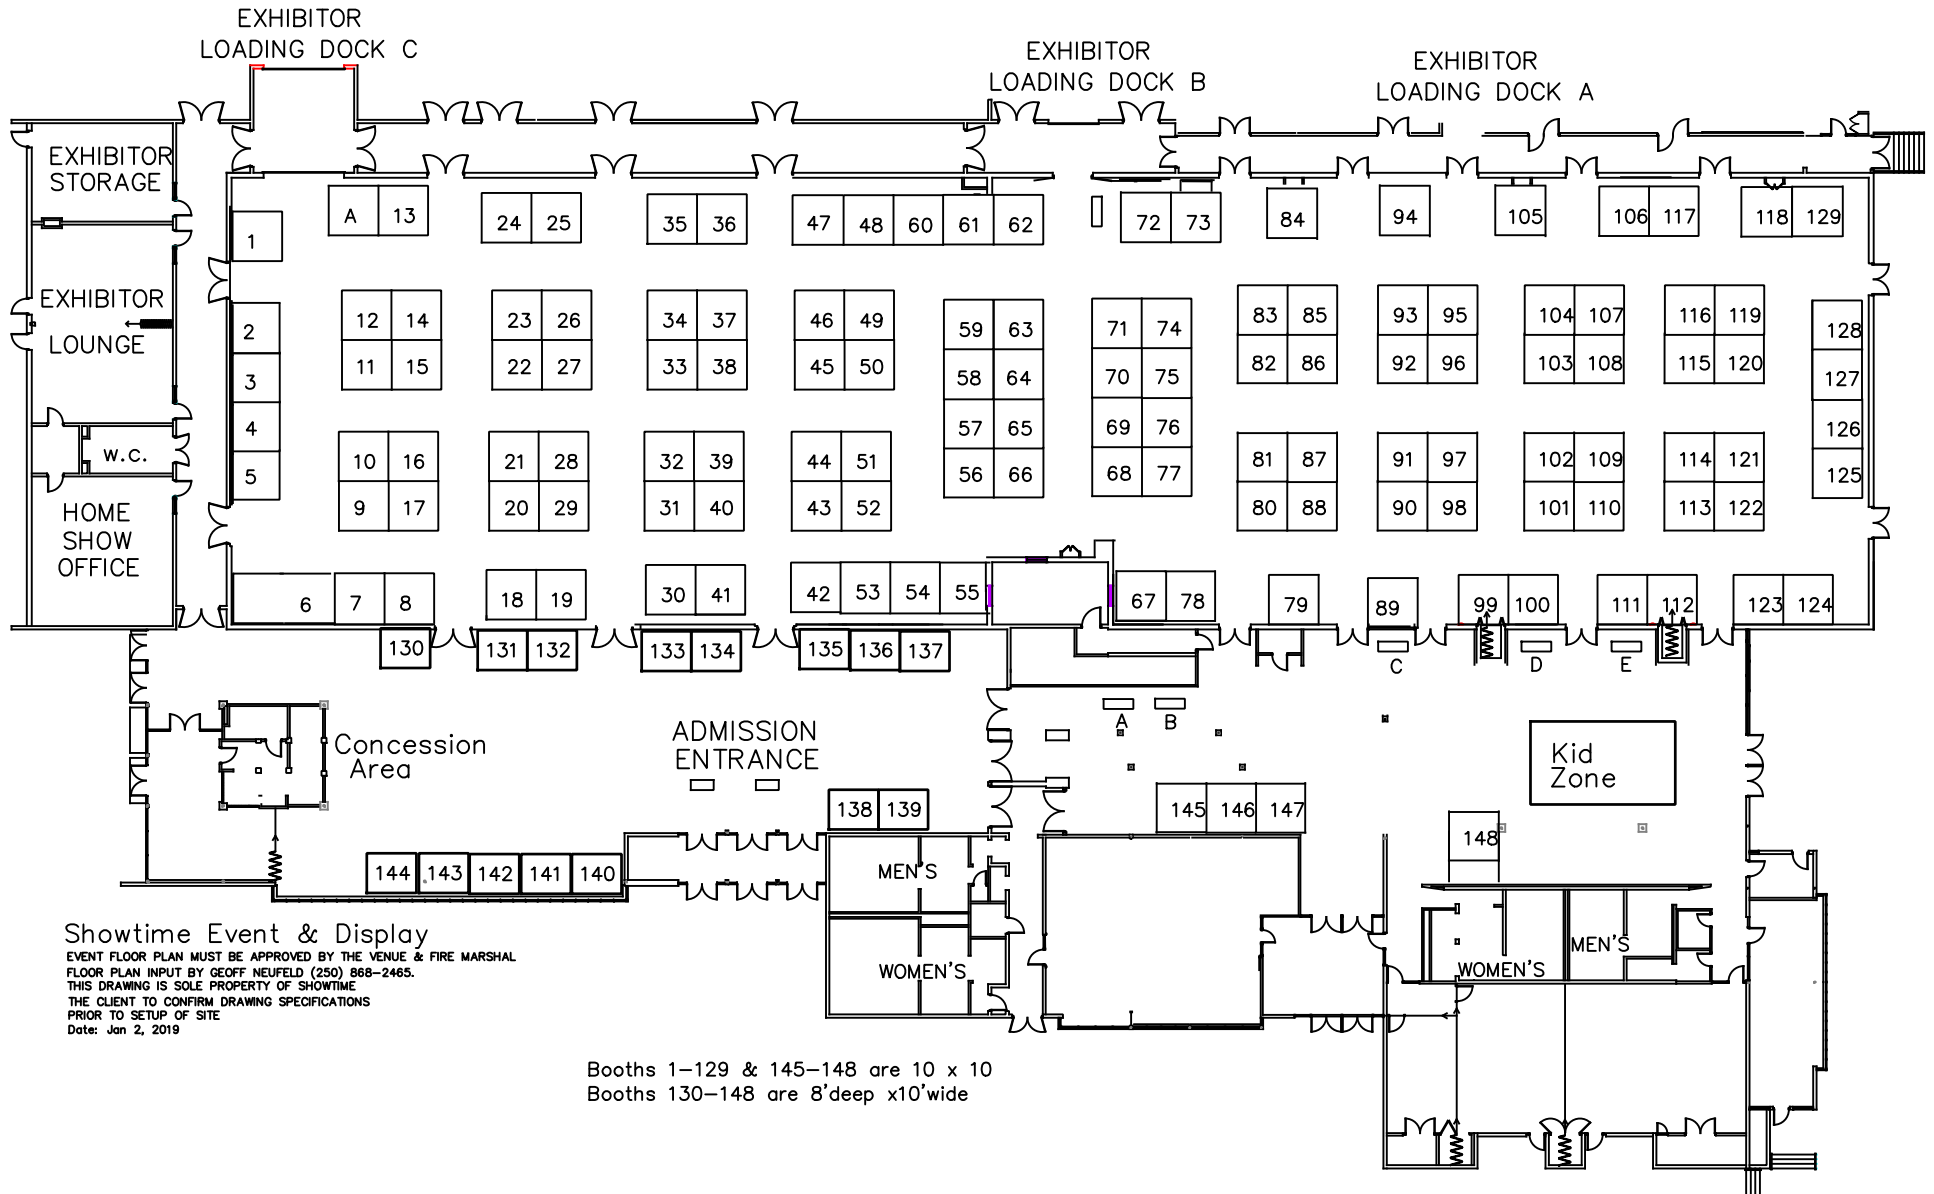 EXHIBITOR
LOADING DOCK C
EXHIBITOR
LOADING DOCK B
EXHIBITOR
LOADING DOCK A
EXHIBITOR
STORAGE
EXHIBITOR
LOUNGE
W.C.
HOME
SHOW
OFFICE
A 13 24 25 35 36 47 48 60 61 62 72 73 84 94 105 106 117 118 129
1
12 14 23 26 34 37 46 49 59 63 71 74 83 85 93 95 104 107 116 119 128
2
11 15 22 27 33 38 45 50 58 64 70 75 82 86 92 96 103 108 115 120 127
3
4
10 16 21 28 32 39 44 51 57 65 69 76 81 87 91 97 102 109 114 121 126
5
9 17 20 29 31 40 43 52 56 66 68 77 80 88 90 98 101 110 113 122 125
6 7 8 18 19 30 41 42 53 54 55 67 78 79 89 99 100 111 112 123 124
130 131 132 133 134 135 136 137
C D E
A B
Concession
Area
ADMISSION
ENTRANCE
Kid
Zone
138 139
145 146 147
148
144 143 142 141 140
MEN'S
WOMEN'S
MEN'S
WOMEN'S
Showtime Event & Display
EVENT FLOOR PLAN MUST BE APPROVED BY THE VENUE & FIRE MARSHAL
FLOOR PLAN INPUT BY GEOFF NEUFELD (250) 868-2465.
THIS DRAWING IS SOLE PROPERTY OF SHOWTIME
THE CLIENT TO CONFIRM DRAWING SPECIFICATIONS
PRIOR TO SETUP OF SITE
Date: Jan 2, 2019
Booths 1-129 & 145-148 are 10 x 10
Booths 130-148 are 8'deep x10'wide